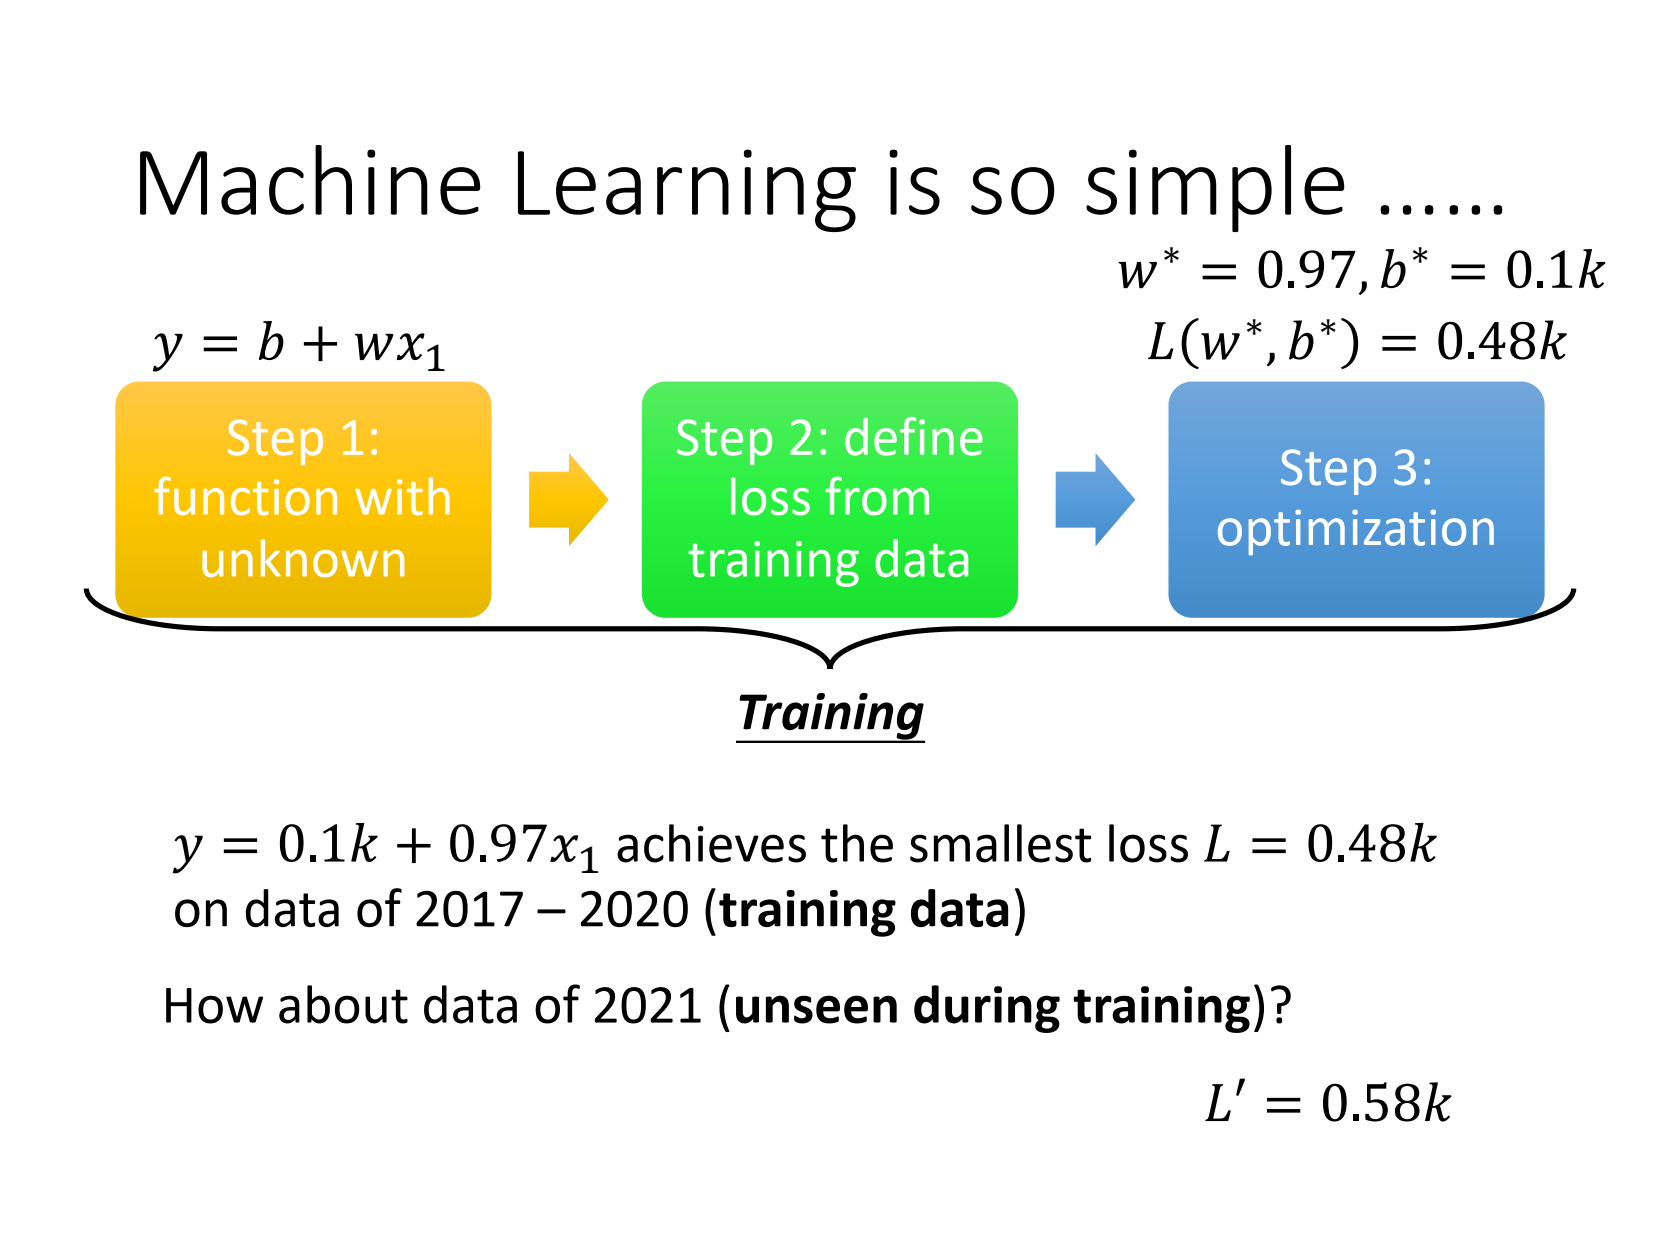 Machine Learning is so simple ……
w* = 0.97, b* = 0.1k
y = b + wx₁
L(w*, b*) = 0.48k
Step 1:
function with
unknown
Step 2: define
loss from
training data
Step 3:
optimization
Training
y = 0.1k + 0.97x₁ achieves the smallest loss L = 0.48k
on data of 2017 – 2020 (training data)
How about data of 2021 (unseen during training)?
L′ = 0.58k